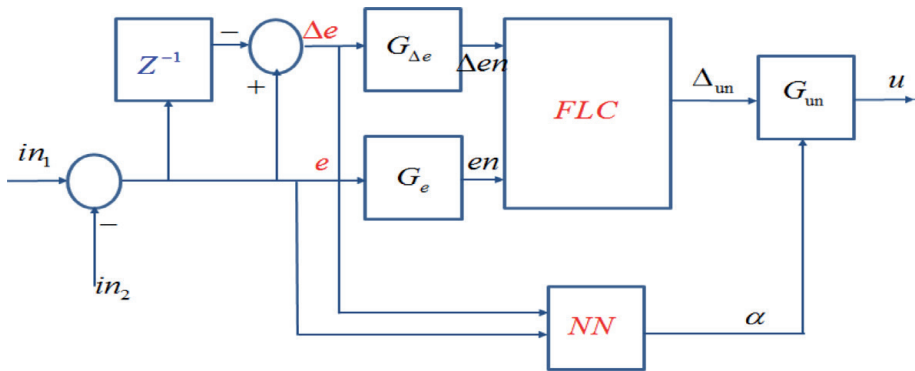 −
Δe
Z⁻¹
+
G_Δe
Δen
FLC
Δ_un
G_un
u
in₁
−
in₂
e
G_e
en
NN
α